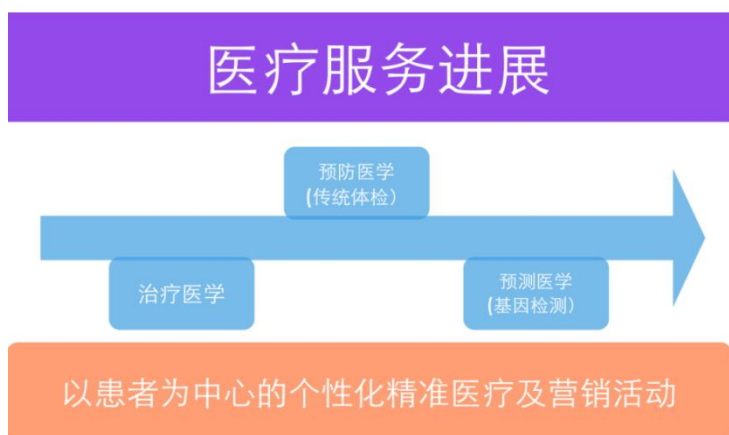 医疗服务进展
预防医学
(传统体检）
治疗医学
预测医学
(基因检测）
以患者为中心的个性化精准医疗及营销活动